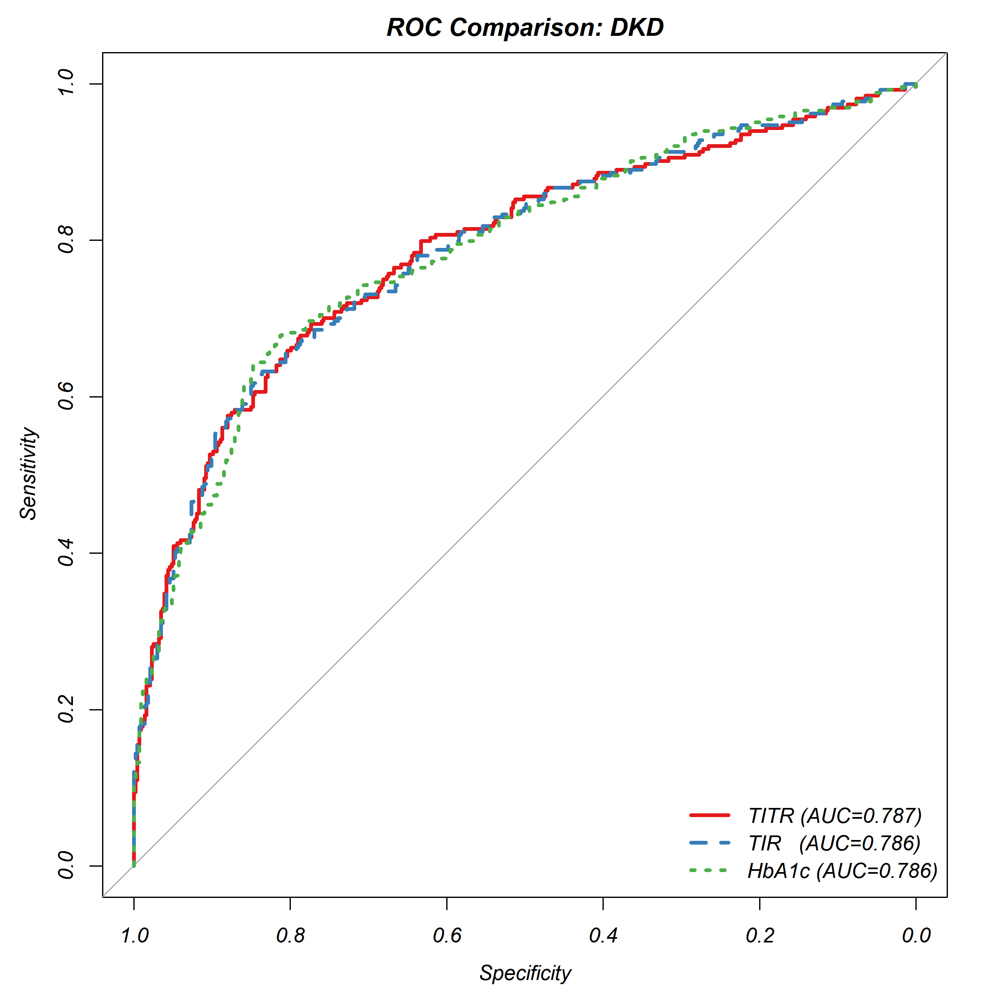 ROC Comparison: DKD
1.0
0.8
0.6
0.4
0.2
0.0
Sensitivity
TITR (AUC=0.787)
TIR (AUC=0.786)
HbA1c (AUC=0.786)
1.0 0.8 0.6 0.4 0.2 0.0
Specificity